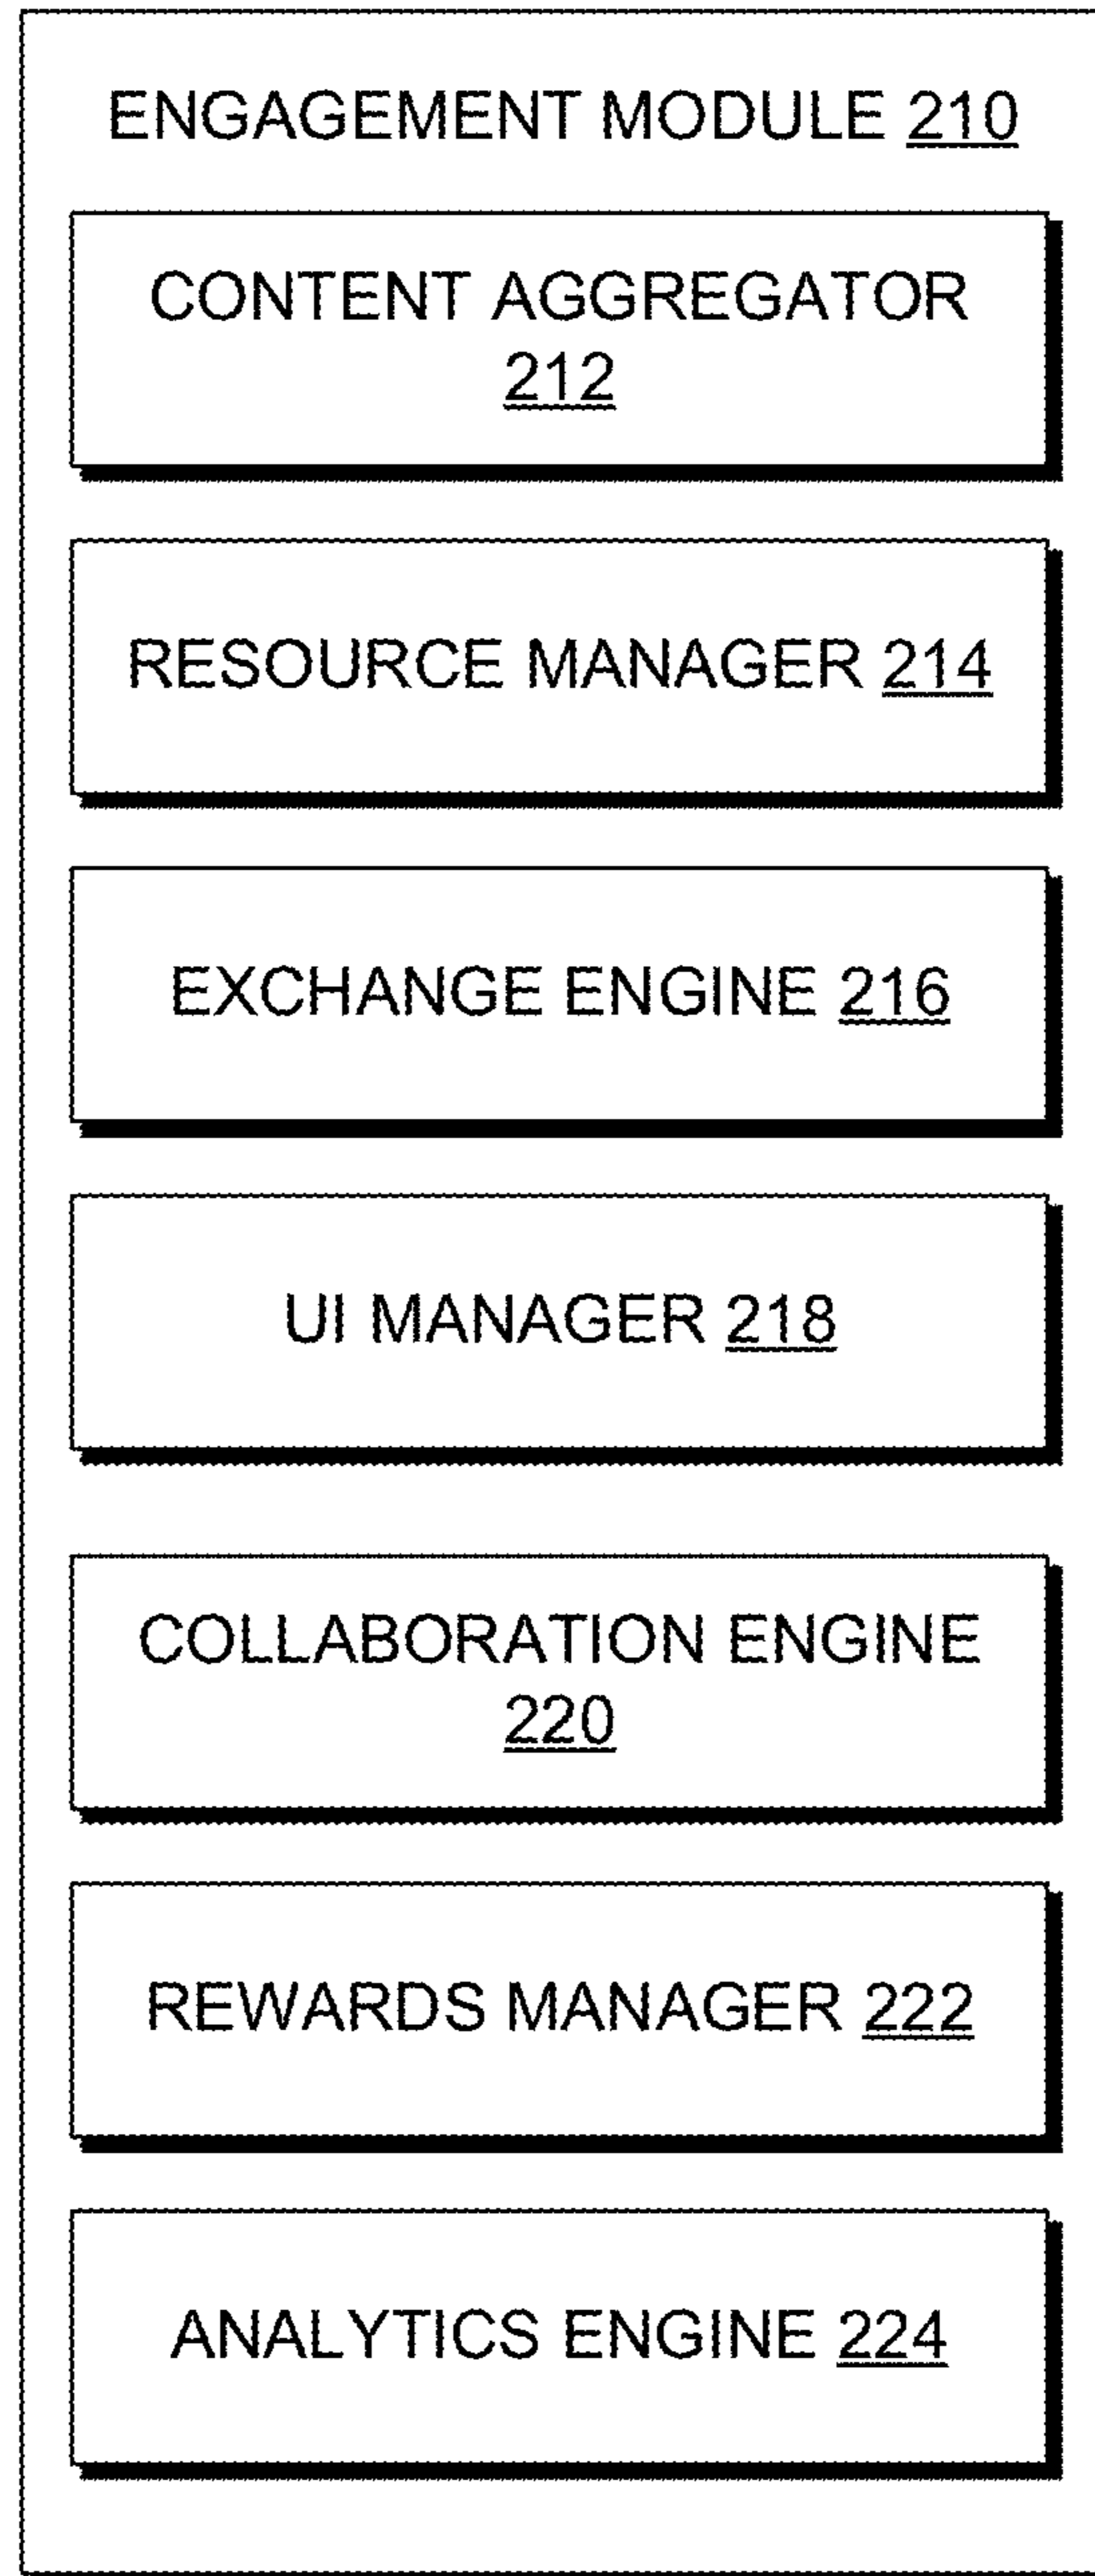 ENGAGEMENT MODULE 210
CONTENT AGGREGATOR
212
RESOURCE MANAGER 214
EXCHANGE ENGINE 216
UI MANAGER 218
COLLABORATION ENGINE
220
REWARDS MANAGER 222
ANALYTICS ENGINE 224